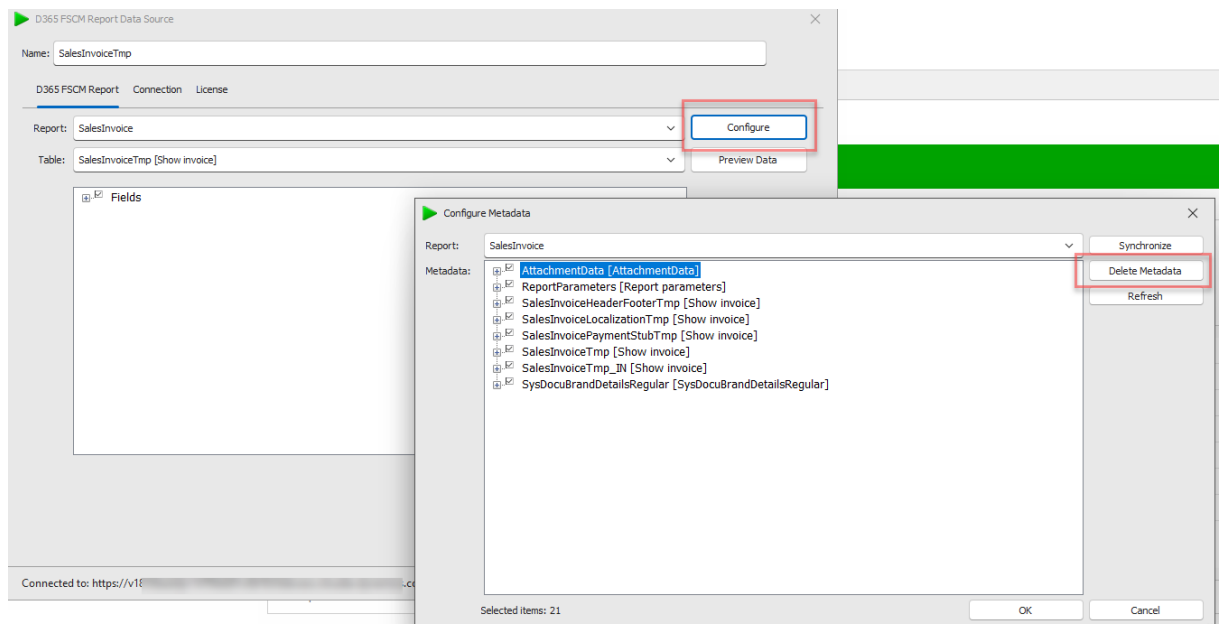 D365 FSCM Report Data Source
Name: SalesInvoiceTmp
D365 FSCM Report Connection License
Report: SalesInvoice Configure
Table: SalesInvoiceTmp [Show invoice] Preview Data
Fields
Configure Metadata
Report: SalesInvoice Synchronize
Metadata: AttachmentData [AttachmentData] Delete Metadata
ReportParameters [Report parameters]
SalesInvoiceHeaderFooterTmp [Show invoice] Refresh
SalesInvoiceLocalizationTmp [Show invoice]
SalesInvoicePaymentStubTmp [Show invoice]
SalesInvoiceTmp [Show invoice]
SalesInvoiceTmp_IN [Show invoice]
SysDocuBrandDetailsRegular [SysDocuBrandDetailsRegular]
Connected to: https://v18
Selected items: 21 OK Cancel